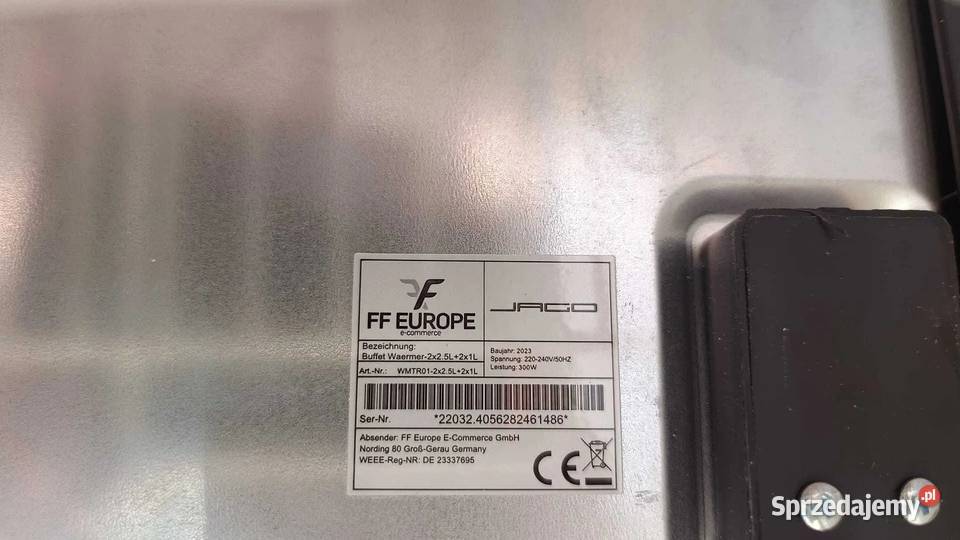 FF EUROPE
e-commerce
JAGO
Bezeichnung:
Buffet Waermer-2x2.5L+2x1L
Art.-Nr.: WMTR01-2x2.5L+2x1L
Baujahr: 2023
Spannung: 220-240V/50HZ
Leistung: 300W
Ser-Nr. *22032.4056282461486*
Absender: FF Europe E-Commerce GmbH
Nording 80 Groß-Gerau Germany
WEEE-Reg-NR: DE 23337695
CE
Sprzedajemy.pl